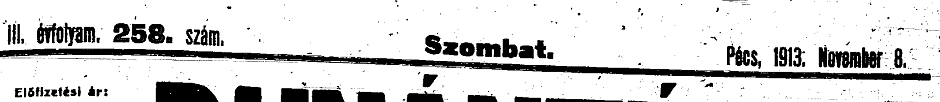 III. évfolyam. 258. szám.
Szombat.
Pécs, 1913. November 8.
Előfizetési ár: